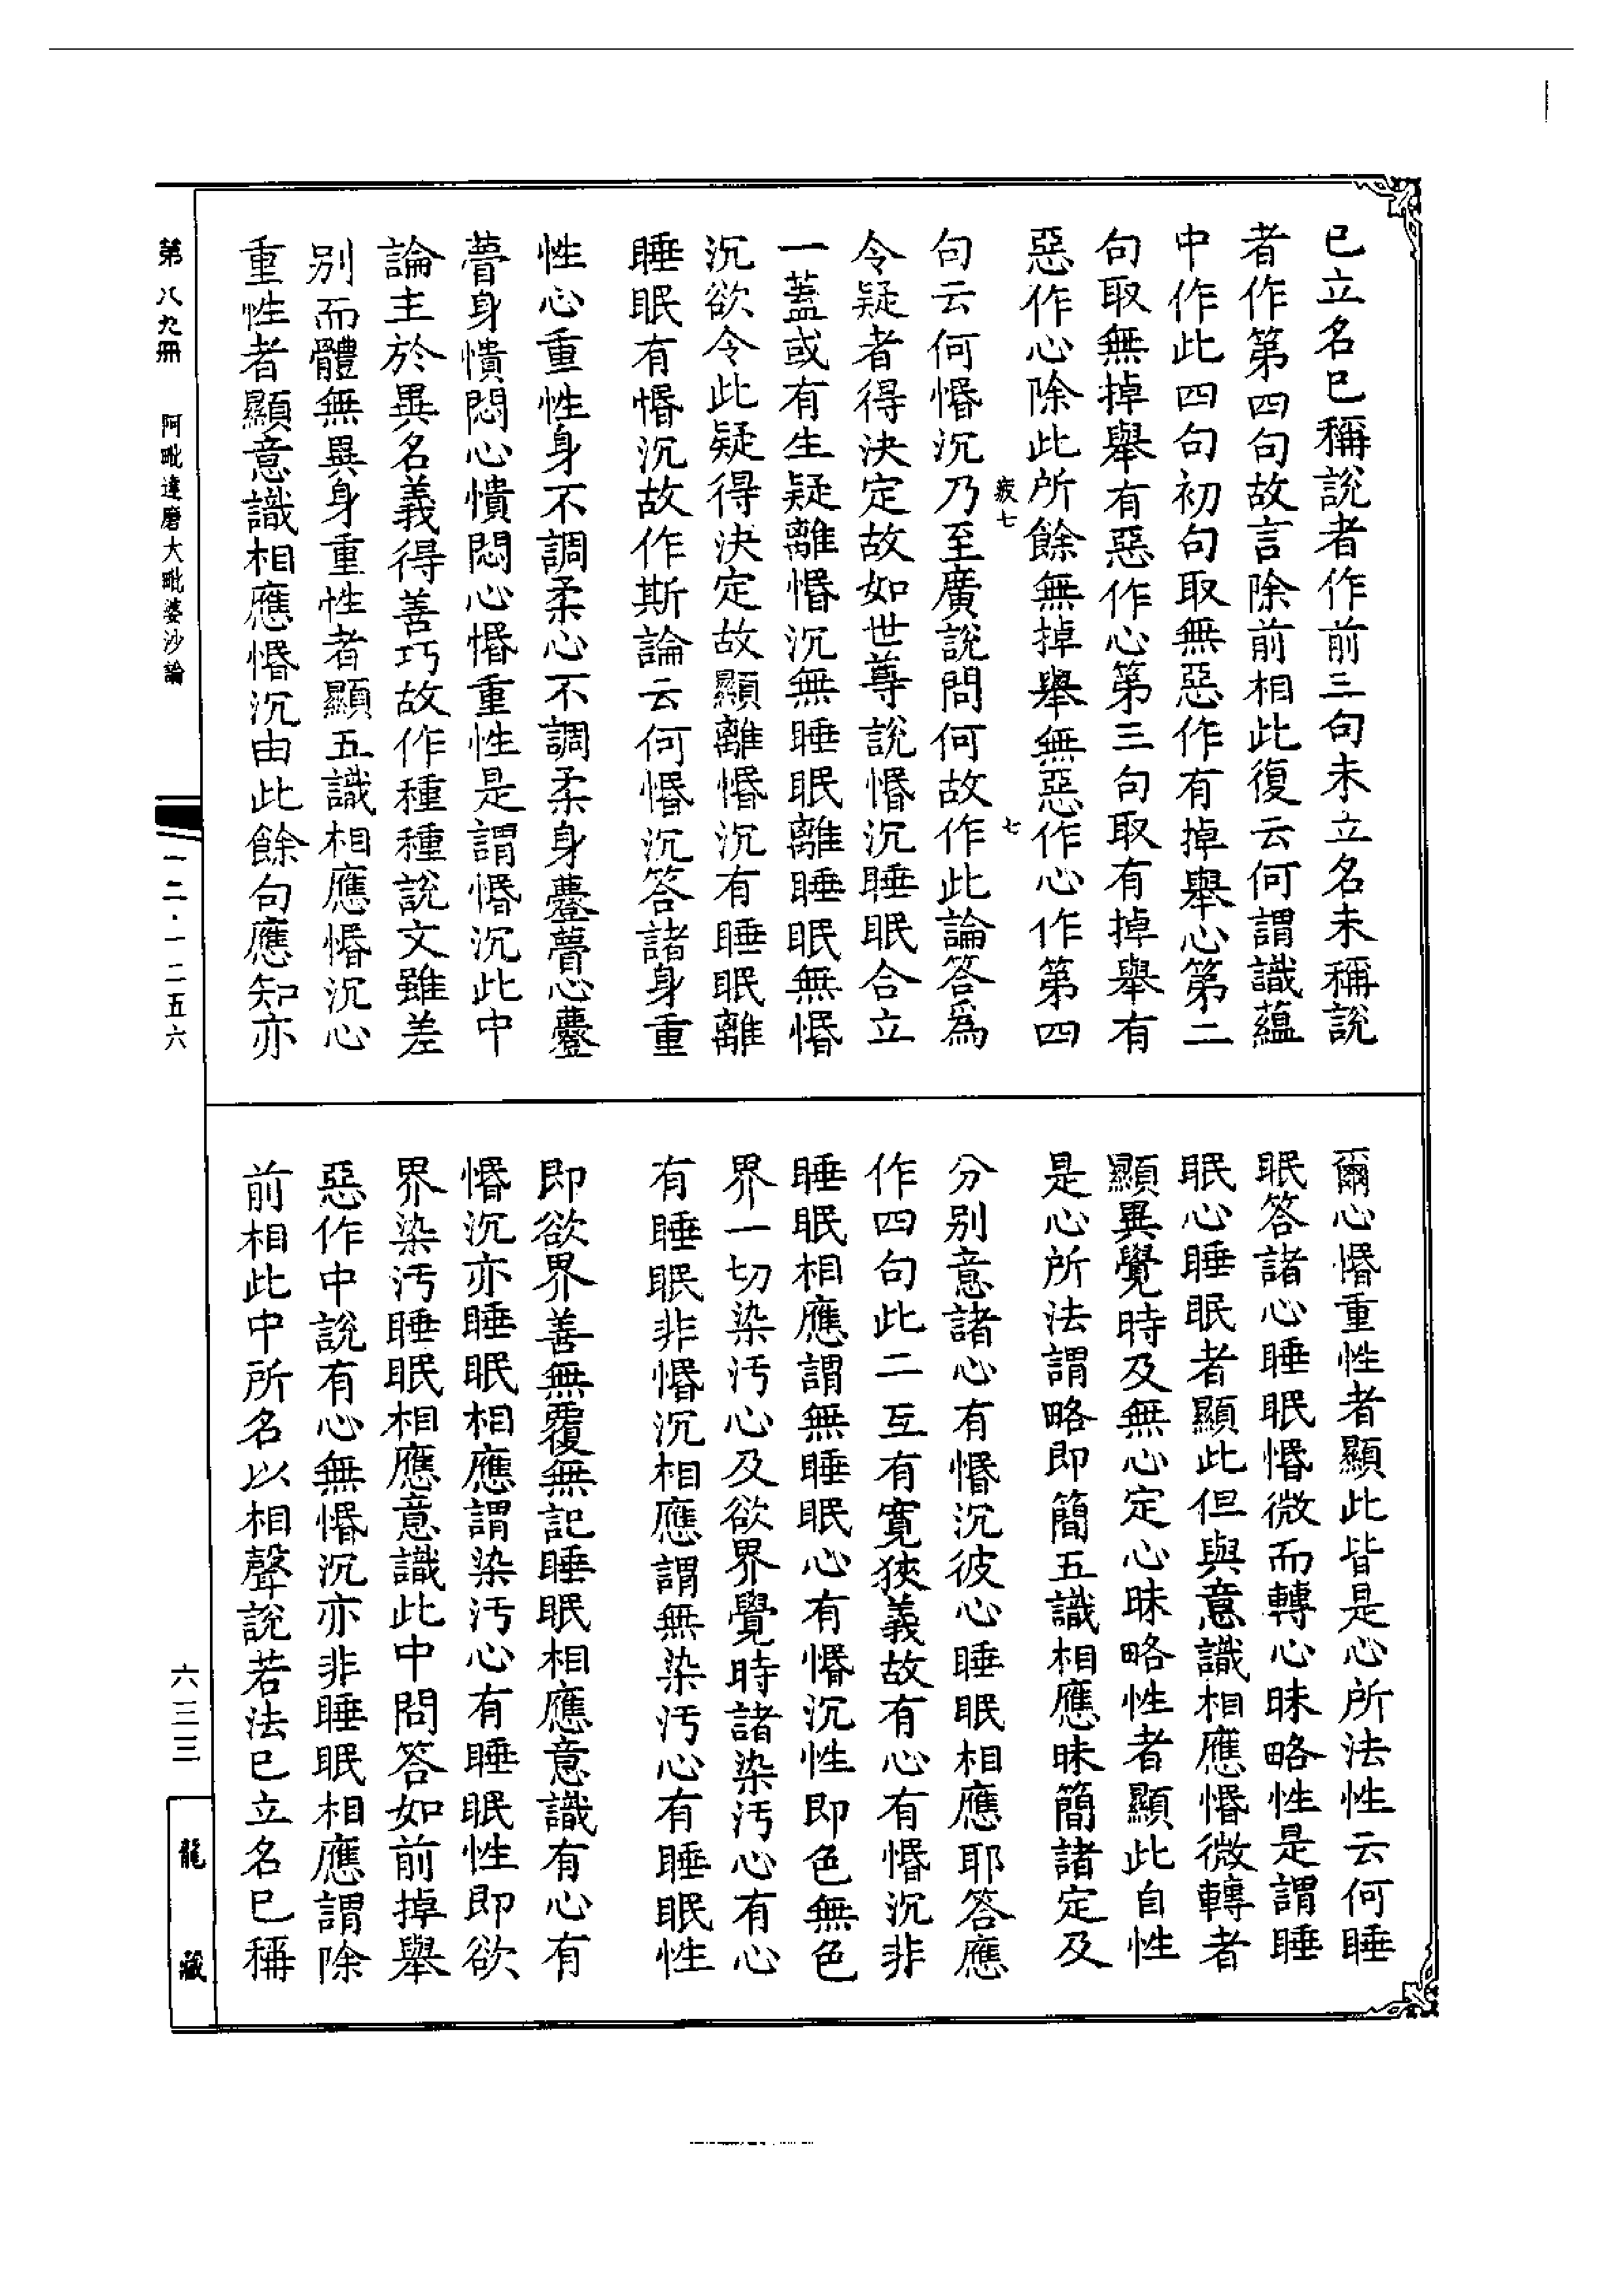 已立名已稱說者作前三句未立名未稱說
者作第四句故言除前相此復云何謂識蘊
中作此四句初句取無惡作有掉舉心第二
句取無掉舉有惡作心第三句取有掉舉有
惡作心除此所餘無掉舉無惡作心作第四
疲七
七
句云何惛沉乃至廣說問何故作此論答為
令疑者得決定故如世尊說惛沉睡眠合立
一蓋或有生疑離惛沉無睡眠離睡眠無惛
沉欲令此疑得決定故顯離惛沉有睡眠離
睡眠有惛沉故作斯論云何惛沉答諸身重
性心重性身不調柔心不調柔身懵心
瞢身憒悶心憒悶心惛重性是謂惛沉此中
論主於異名義得善巧故作種種說文雖差
別而體無異身重性者顯五識相應惛沉心
重性者顯意識相應惛沉由此餘句應知亦
爾心惛重性者顯此皆是心所法性云何睡
眠答諸心睡眠惛微而轉心昧略性是謂睡
眠心睡眠者顯此但與意識相應惛微轉者
顯異覺時及無心定心昧略性者顯此自性
是心所法謂略即簡五識相應昧簡諸定及
分別意諸心有惛沉彼心睡眠相應耶答應
作四句此二互有寬狹義故有心有惛沉非
睡眠相應謂無睡眠心有惛沉性即色無色
界一切染污心及欲界覺時諸染污心有心
有睡眠非惛沉相應謂無染污心有睡眠性
即欲界善無覆無記睡眠相應意識有心有
惛沉亦睡眠相應謂染污心有睡眠性即欲
界染污睡眠相應意識此中問答如前掉舉
惡作中說有心無惛沉亦非睡眠相應謂除
前相此中所名以相聲說若法已立名已稱
第八九冊　阿毗達磨大毗婆沙論
一二·一二五六
六三三
龍藏